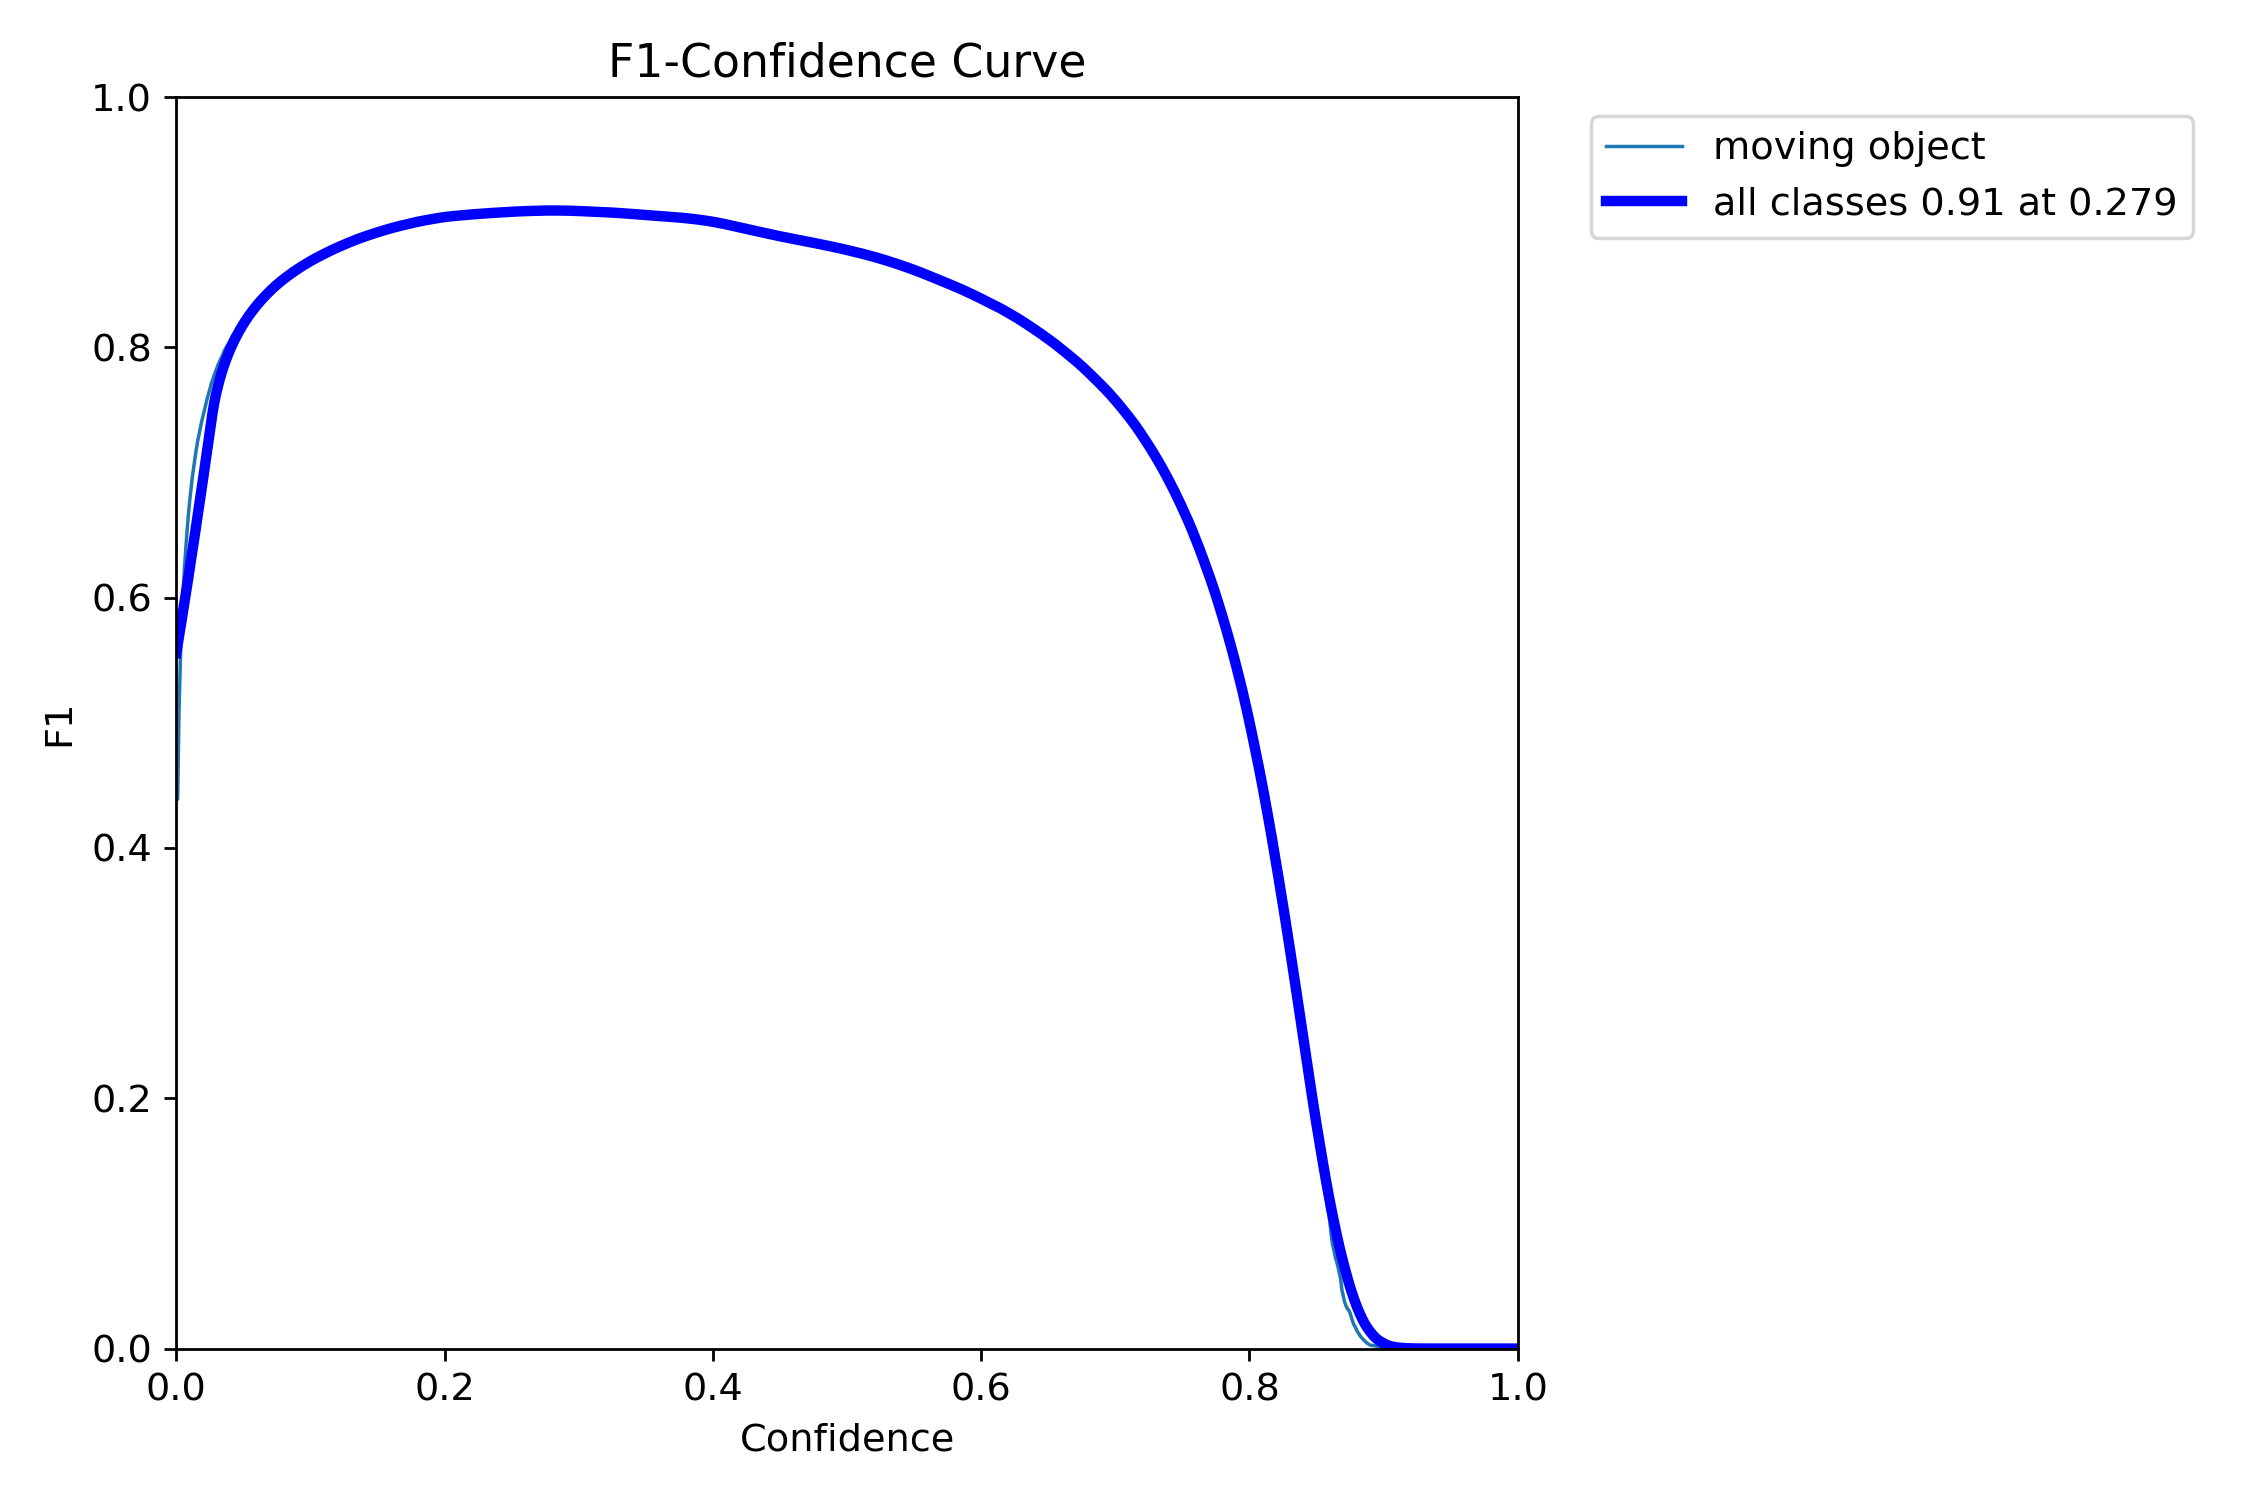 F1-Confidence Curve
moving object
all classes 0.91 at 0.279
1.0
0.8
0.6
0.4
0.2
0.0
F1
0.0 0.2 0.4 0.6 0.8 1.0
Confidence